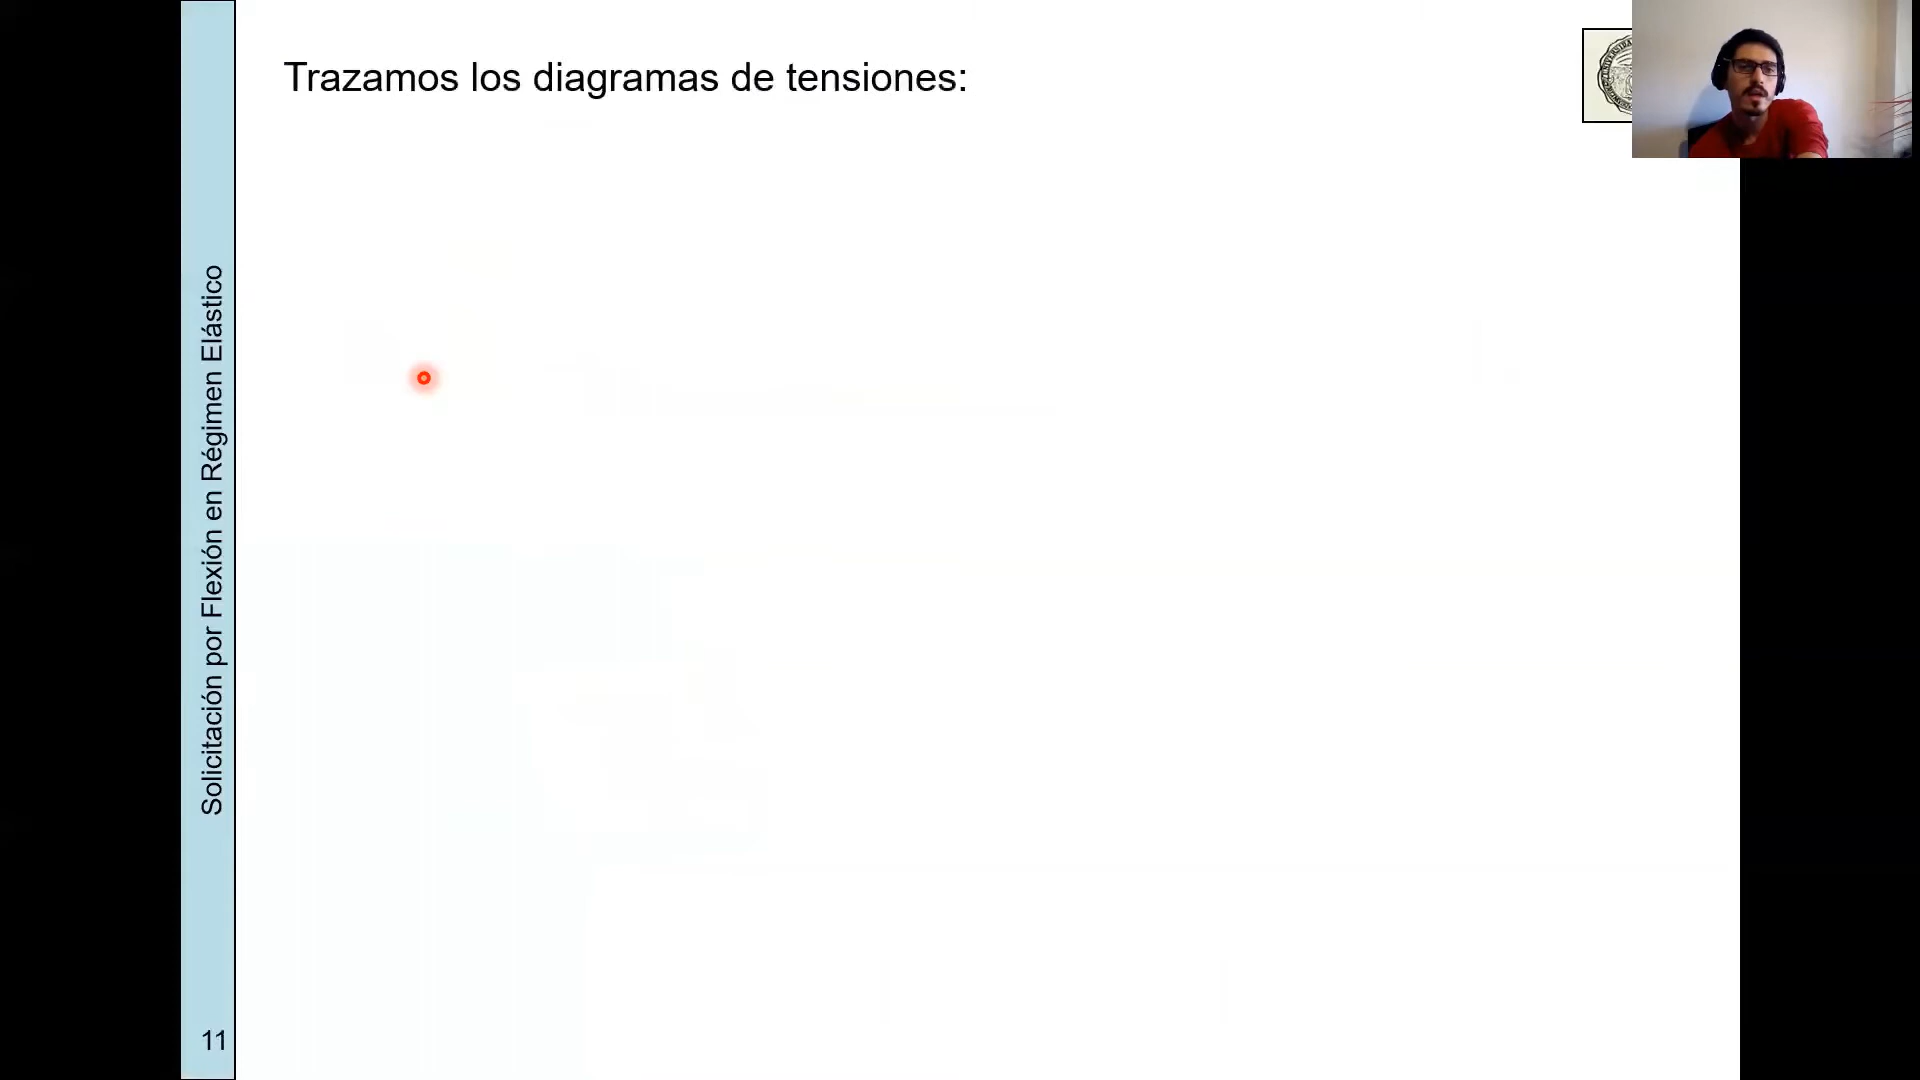 Trazamos los diagramas de tensiones:
Solicitación por Flexión en Régimen Elástico
11